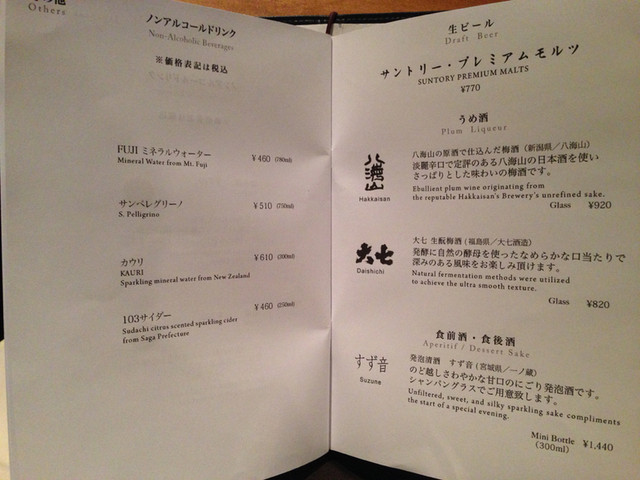 の他
Others
ノンアルコールドリンク
Non-Alcoholic Beverages
※価格表記は税込
FUJI ミネラルウォーター ¥460 (780ml)
Mineral Water from Mt. Fuji
サンペレグリーノ ¥510 (750ml)
S. Pellegrino
カウリ ¥610 (300ml)
KAURI
Sparkling mineral water from New Zealand
103サイダー ¥460 (250ml)
Sudachi citrus scented sparkling cider
from Saga Prefecture
生ビール
Draft Beer
サントリー・プレミアムモルツ
SUNTORY PREMIUM MALTS
¥770
うめ酒
Plum Liqueur
八海山
Hakkaisan
八海山の原酒で仕込んだ梅酒（新潟県／八海山）
淡麗辛口で定評のある八海山の日本酒を使い
さっぱりとした味わいの梅酒です。
Ebullient plum wine originating from
the reputable Hakkaisan's Brewery's unrefined sake.
Glass ¥920
大七
Daishichi
大七 生酛梅酒（福島県／大七酒造）
発酵に自然の酵母を使ったなめらかな口当たりで
深みのある風味をお楽しみ頂けます。
Natural fermentation methods were utilized
to achieve the ultra smooth texture.
Glass ¥820
食前酒・食後酒
Aperitif / Dessert Sake
すず音
Suzune
発泡清酒 すず音（宮城県／一ノ蔵）
のど越しさわやかな甘口のにごり発泡酒です。
シャンパングラスでご用意致します。
Unfiltered, sweet, and silky sparkling sake compliments
the start of a special evening.
Mini Bottle ¥1,440
(300ml)